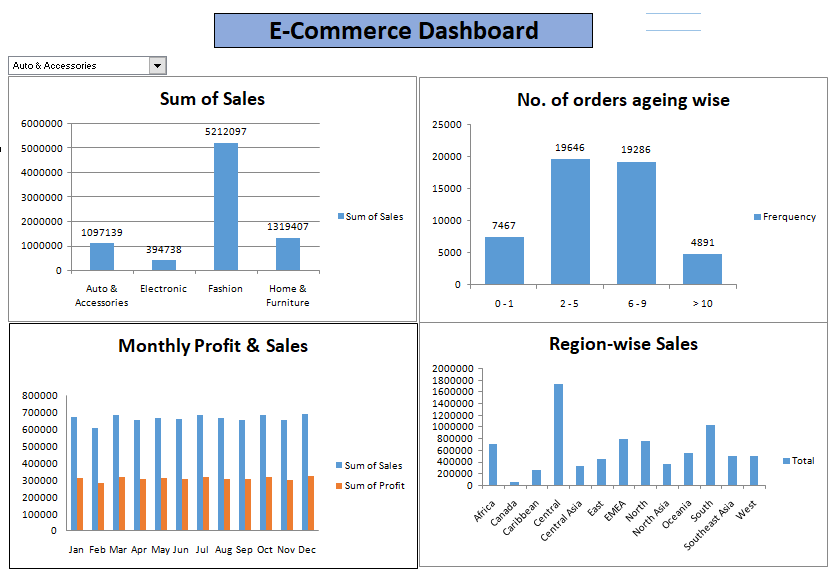 E-Commerce Dashboard
Auto & Accessories
Sum of Sales
6000000
5000000
4000000
3000000
2000000
1000000
0
1097139
394738
5212097
1319407
Auto & Accessories
Electronic
Fashion
Home & Furniture
Sum of Sales
No. of orders ageing wise
25000
20000
15000
10000
5000
0
7467
19646
19286
4891
0 - 1
2 - 5
6 - 9
> 10
Frerquency
Monthly Profit & Sales
800000
700000
600000
500000
400000
300000
200000
100000
0
Jan Feb Mar Apr May Jun Jul Aug Sep Oct Nov Dec
Sum of Sales
Sum of Profit
Region-wise Sales
2000000
1800000
1600000
1400000
1200000
1000000
800000
600000
400000
200000
0
Africa
Canada
Caribbean
Central
Central Asia
East
EMEA
North
North Asia
Oceania
South
Southeast Asia
West
Total